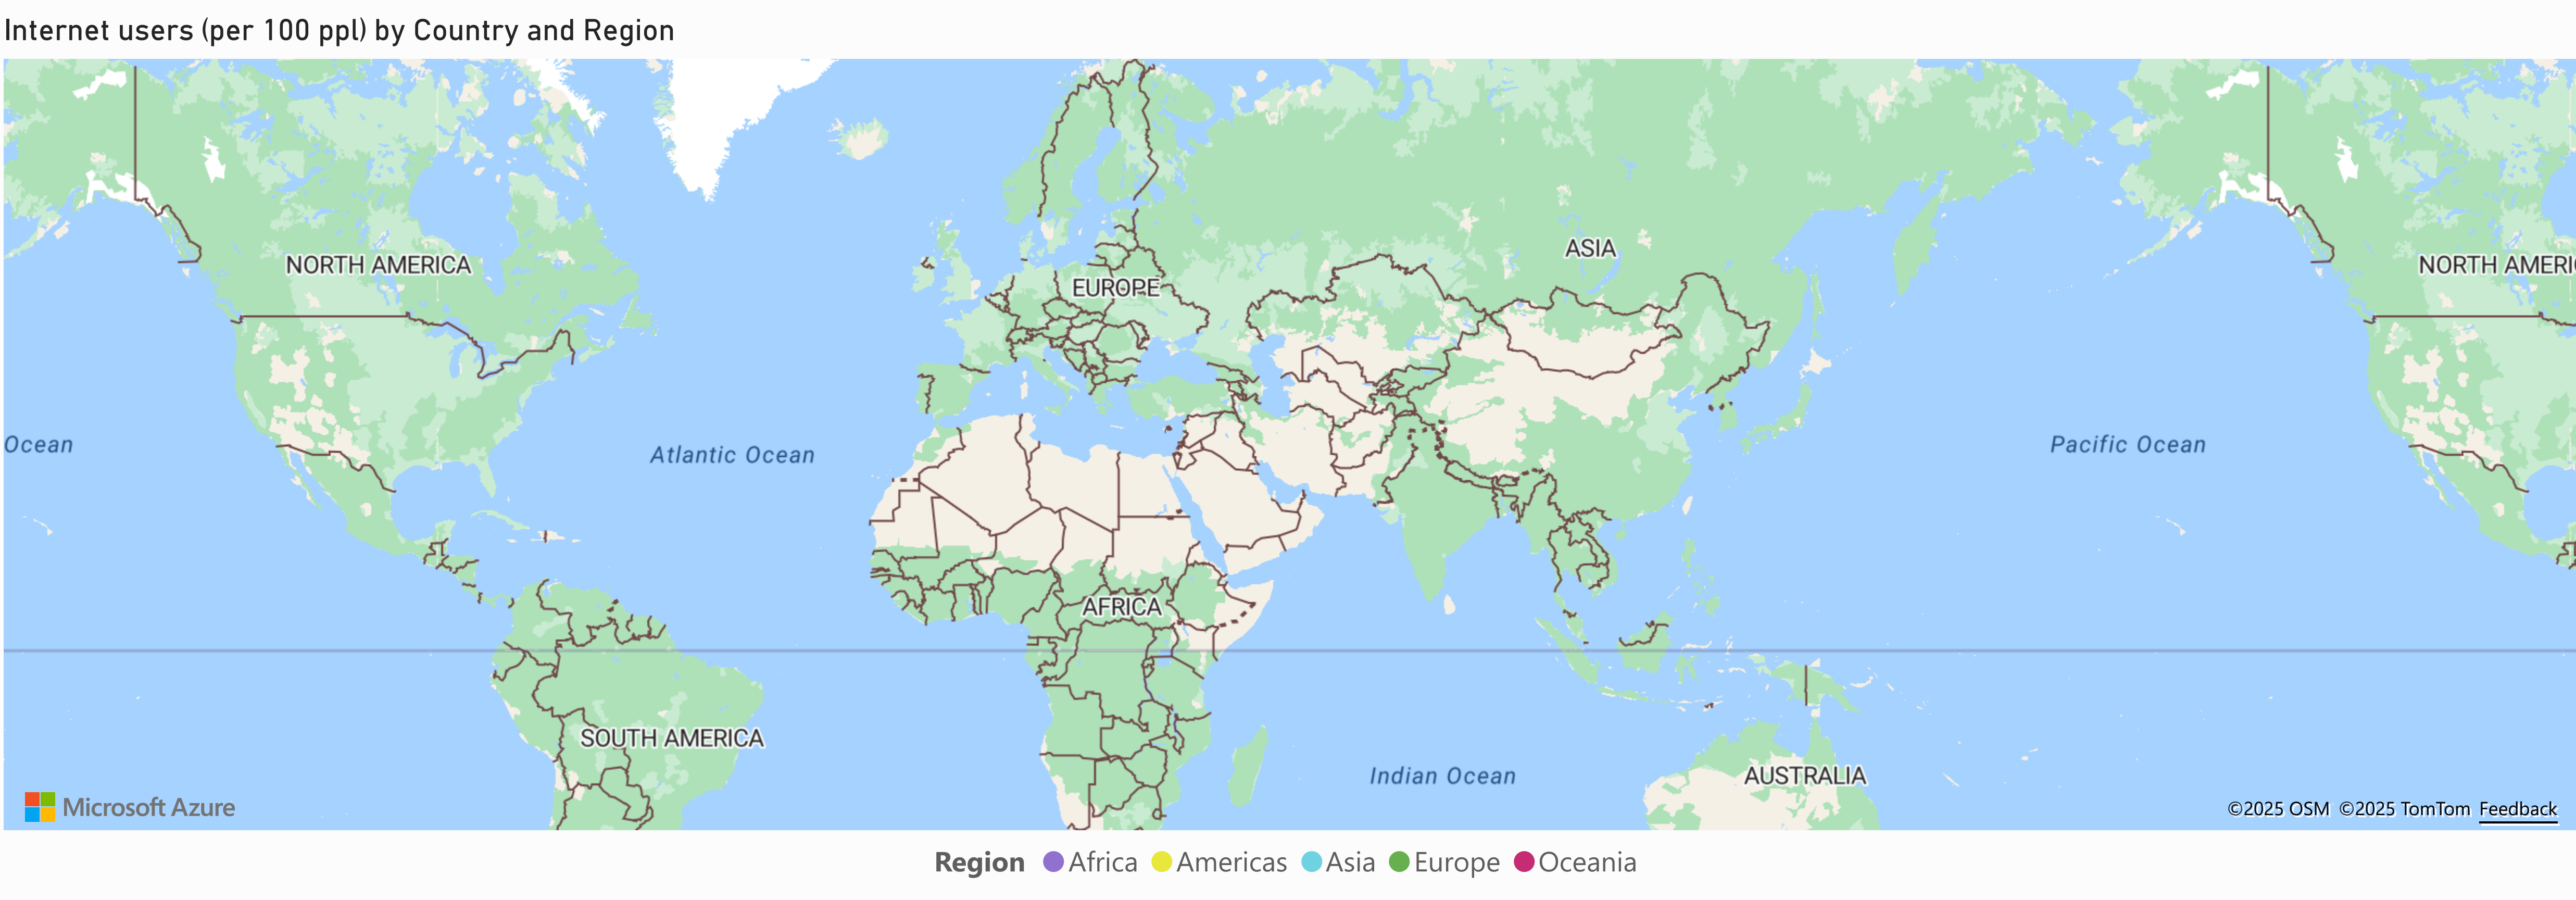 Internet users (per 100 ppl) by Country and Region
ASIA
NORTH AMERICA
NORTH AMERI
EUROPE
Ocean
Atlantic Ocean
Pacific Ocean
AFRICA
SOUTH AMERICA
Indian Ocean
AUSTRALIA
Microsoft Azure
©2025 OSM ©2025 TomTom Feedback
Region Africa Americas Asia Europe Oceania